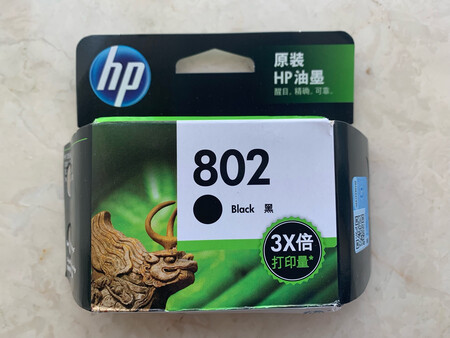 hp
原装
HP油墨
醒目, 精确, 可靠。
802
Black 黑
3X倍
打印量*